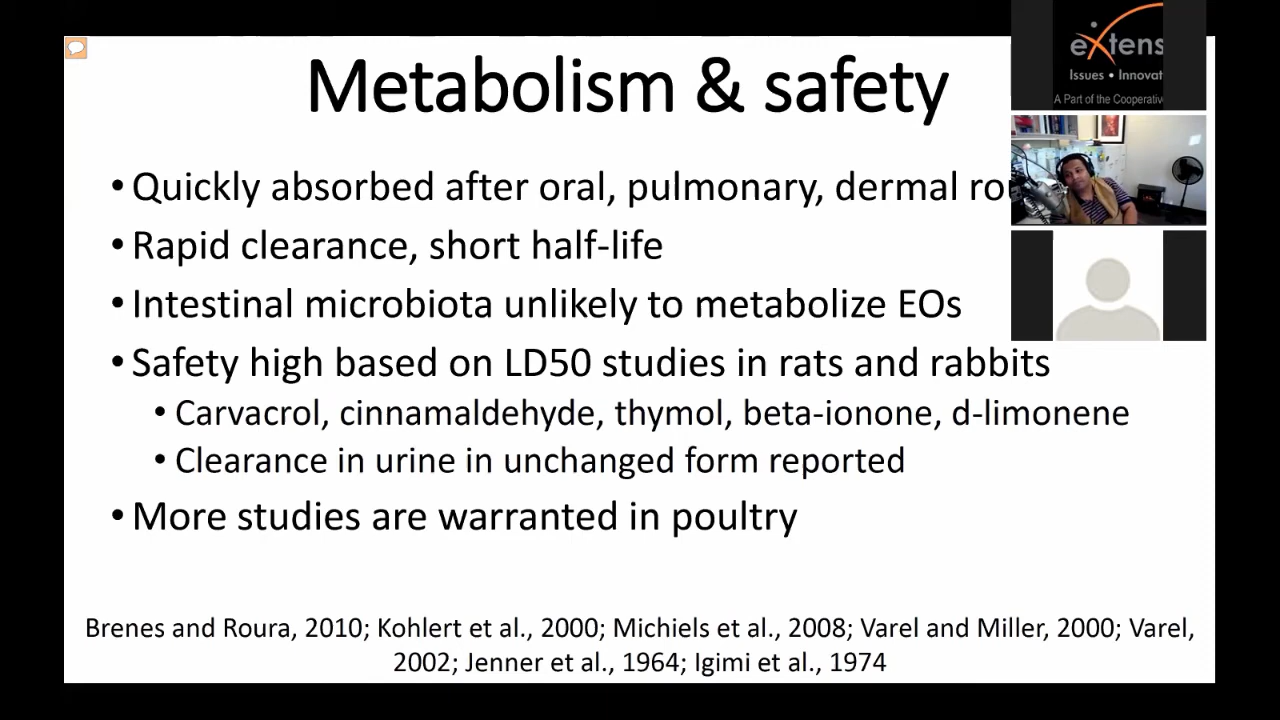 Metabolism & safety
• Quickly absorbed after oral, pulmonary, dermal
• Rapid clearance, short half-life
• Intestinal microbiota unlikely to metabolize EOs
• Safety high based on LD50 studies in rats and rabbits
• Carvacrol, cinnamaldehyde, thymol, beta-ionone, d-limonene
• Clearance in urine in unchanged form reported
• More studies are warranted in poultry
Brenes and Roura, 2010; Kohlert et al., 2000; Michiels et al., 2008; Varel and Miller, 2000; Varel,
2002; Jenner et al., 1964; Igimi et al., 1974
eXtens
Issues • Innovat
A Part of the Cooperativ